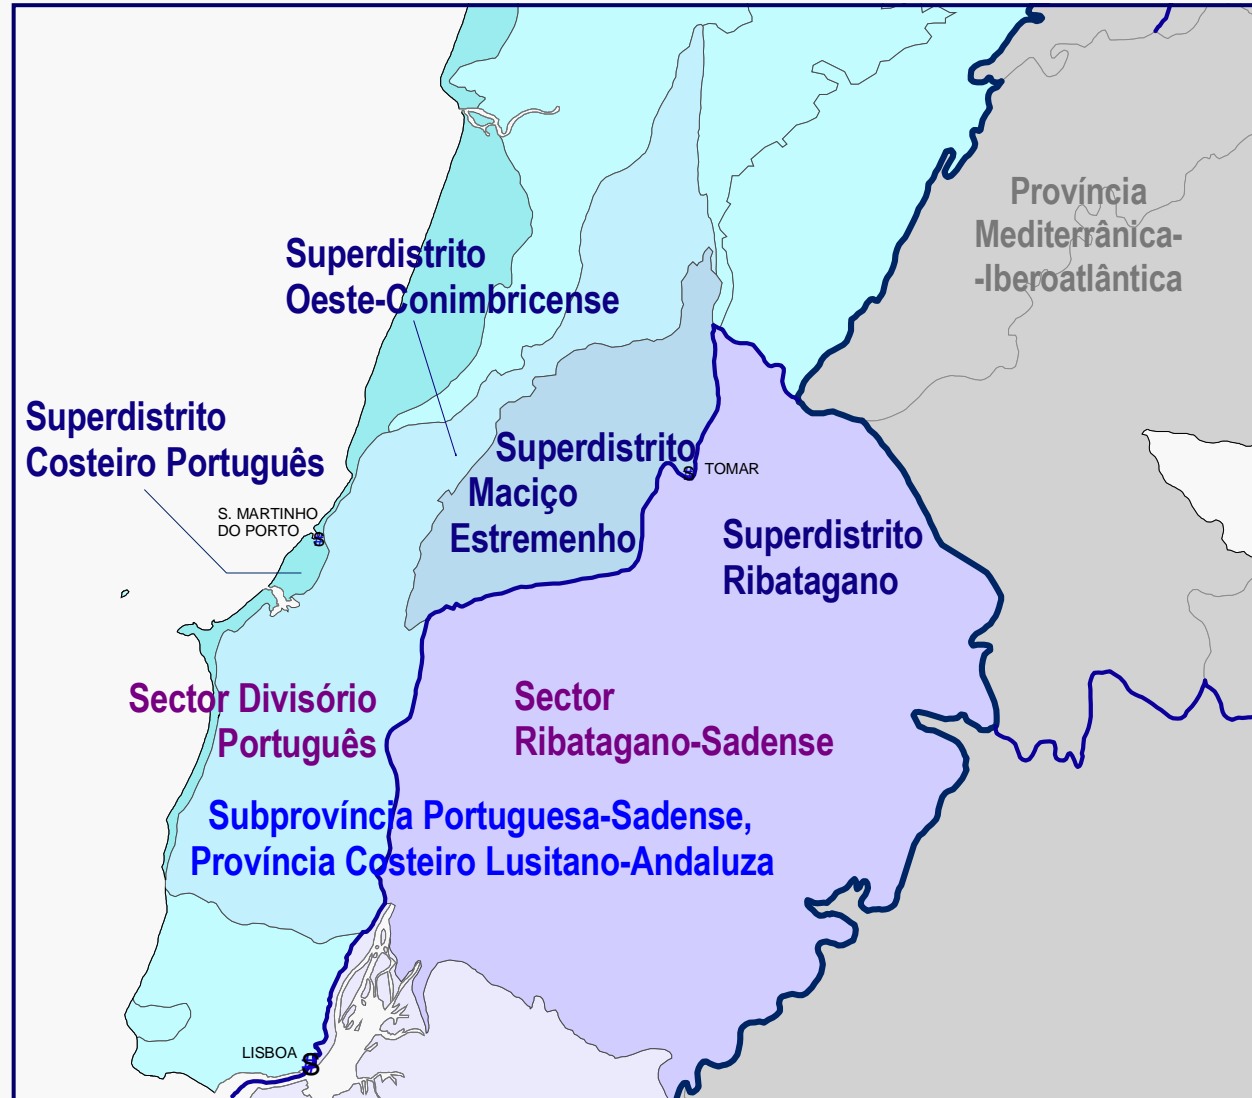 Província
Mediterrânica-
-Iberoatlântica
Superdistrito
Oeste-Conimbricense
Superdistrito
Costeiro Português
Superdistrito
Maciço
Estremenho
TOMAR
S. MARTINHO
DO PORTO
Superdistrito
Ribatagano
Sector Divisório
Português
Sector
Ribatagano-Sadense
Subprovíncia Portuguesa-Sadense,
Província Costeiro Lusitano-Andaluza
LISBOA